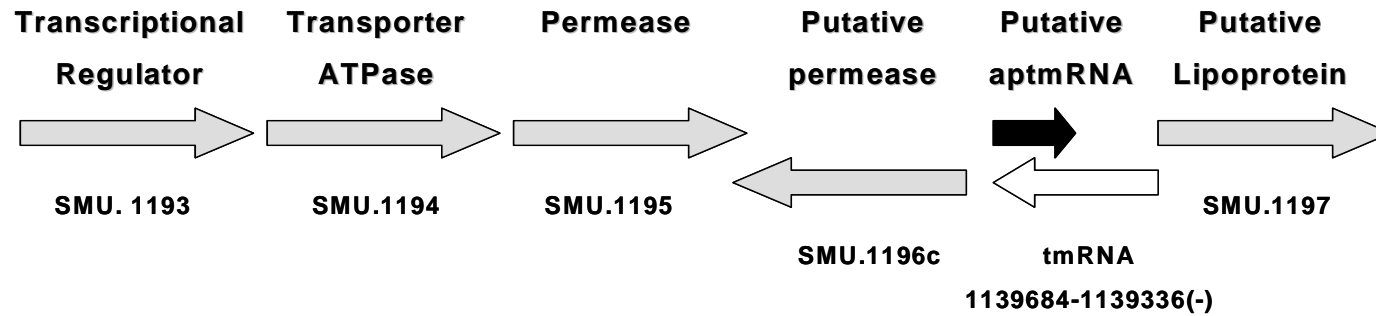 Transcriptional Transporter Permease Putative Putative Putative
Regulator ATPase permease aptmRNA Lipoprotein
SMU. 1193 SMU.1194 SMU.1195 SMU.1197
SMU.1196c tmRNA
1139684-1139336(-)